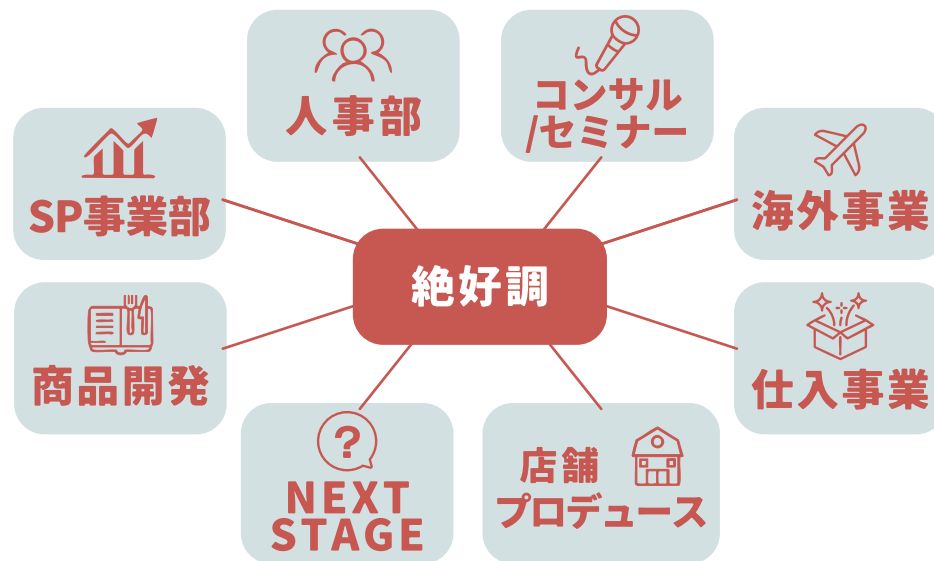 人事部
コンサル
/セミナー
SP事業部
海外事業
絶好調
商品開発
仕入事業
?
NEXT
STAGE
店舗
プロデュース